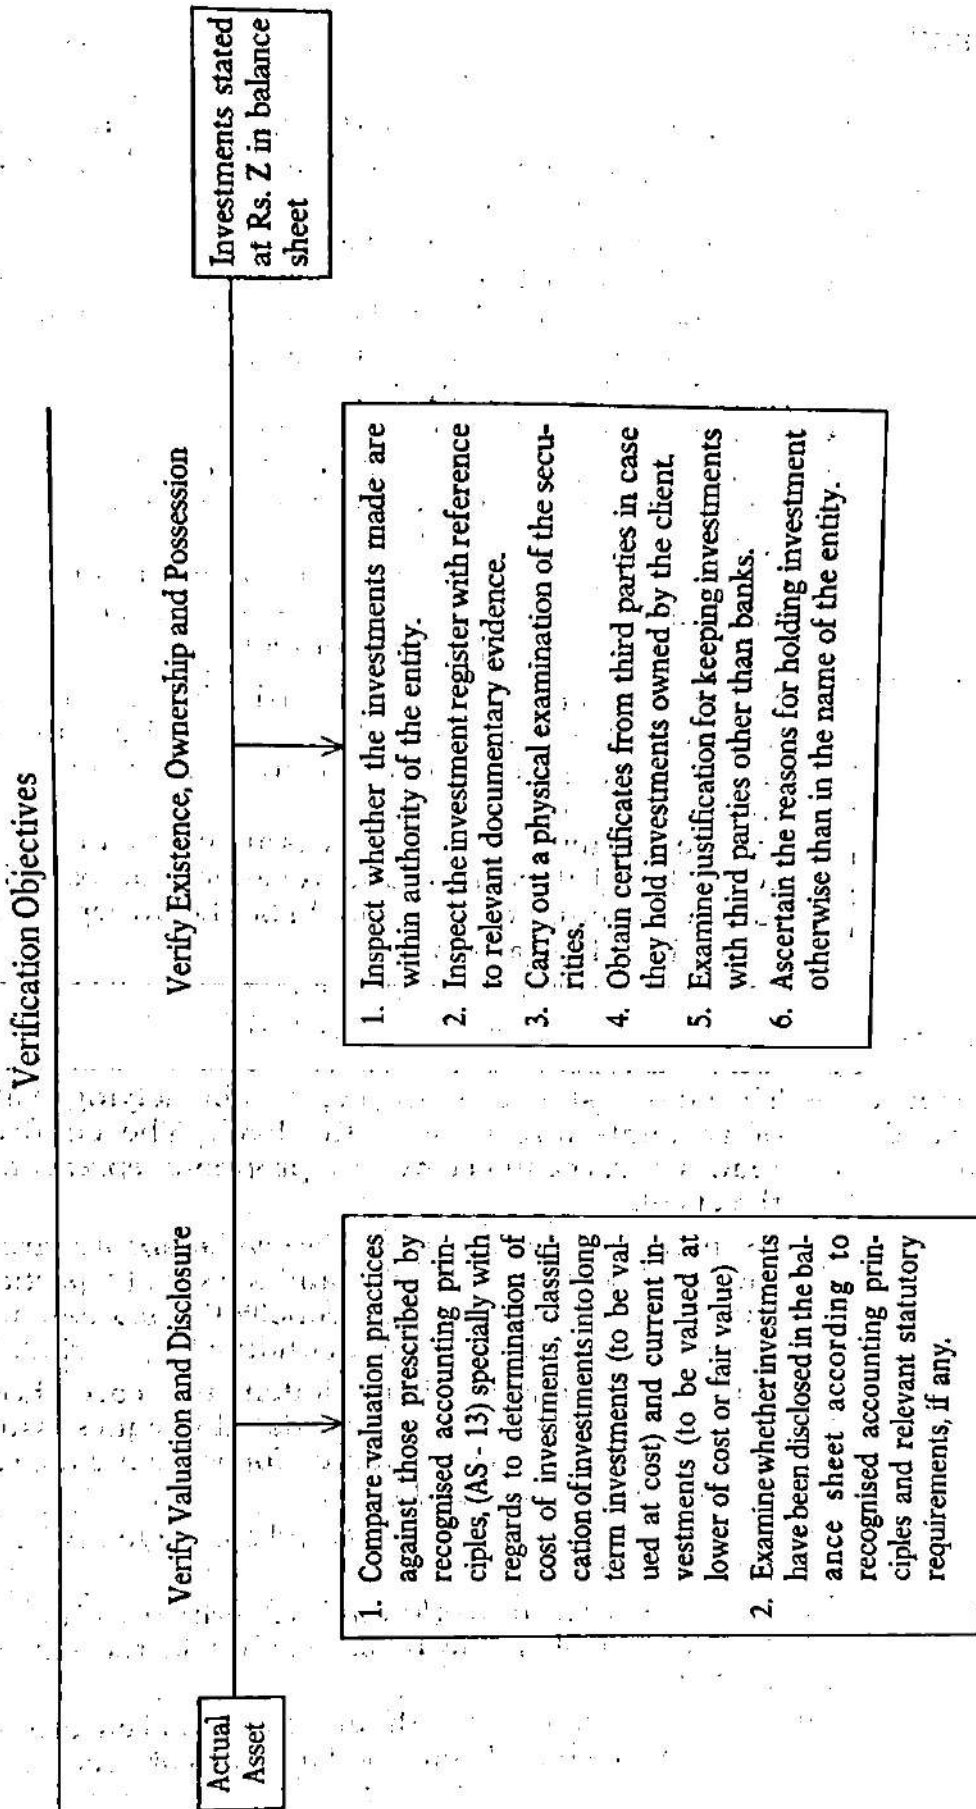 Verification Objectives
Verify Valuation and Disclosure
Verify Existence, Ownership and Possession
Actual
Asset
Investments stated
at Rs. Z in balance
sheet
1. Compare valuation practices
against those prescribed by
recognised accounting prin-
ciples, (AS - 13) specially with
regards to determination of
cost of investments, classifi-
cation of investments into long
term investments (to be val-
ued at cost) and current in-
vestments (to be valued at
lower of cost or fair value)
2. Examine whether investments
have been disclosed in the bal-
ance sheet according to
recognised accounting prin-
ciples and relevant statutory
requirements, if any.
1. Inspect whether the investments made are
within authority of the entity.
2. Inspect the investment register with reference
to relevant documentary evidence.
3. Carry out a physical examination of the secu-
rities.
4. Obtain certificates from third parties in case
they hold investments owned by the client.
5. Examine justification for keeping investments
with third parties other than banks.
6. Ascertain the reasons for holding investment
otherwise than in the name of the entity.